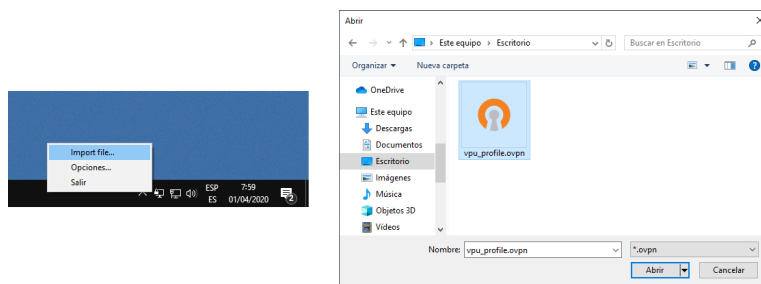 Import file...
Opciones...
Salir
ESP
ES
7:59
01/04/2020
2
Abrir
Este equipo > Escritorio
Buscar en Escritorio
Organizar
Nueva carpeta
OneDrive
Este equipo
Descargas
Documentos
Escritorio
Imágenes
Música
Objetos 3D
Vídeos
vpu_profile.ovpn
Nombre: vpu_profile.ovpn
*.ovpn
Abrir
Cancelar